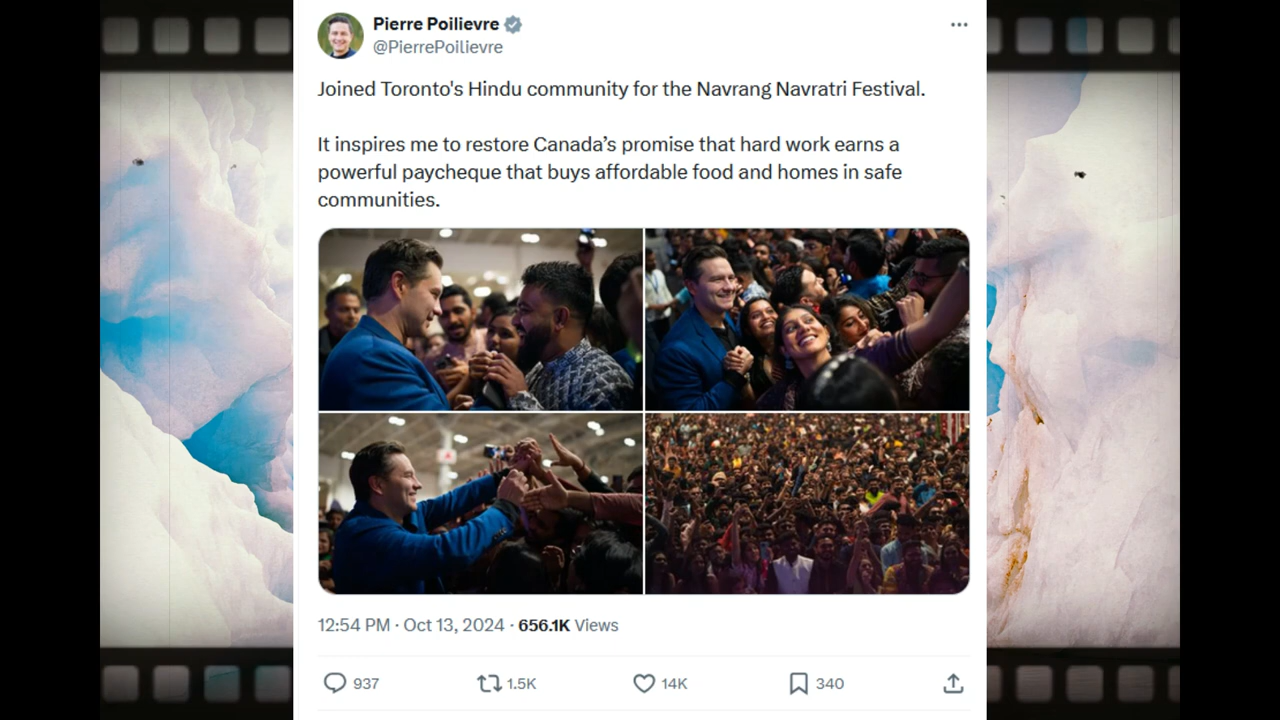 Pierre Poilievre
@PierrePoilievre
Joined Toronto's Hindu community for the Navrang Navratri Festival.
It inspires me to restore Canada’s promise that hard work earns a
powerful paycheque that buys affordable food and homes in safe
communities.
12:54 PM · Oct 13, 2024 · 656.1K Views
937 1.5K 14K 340